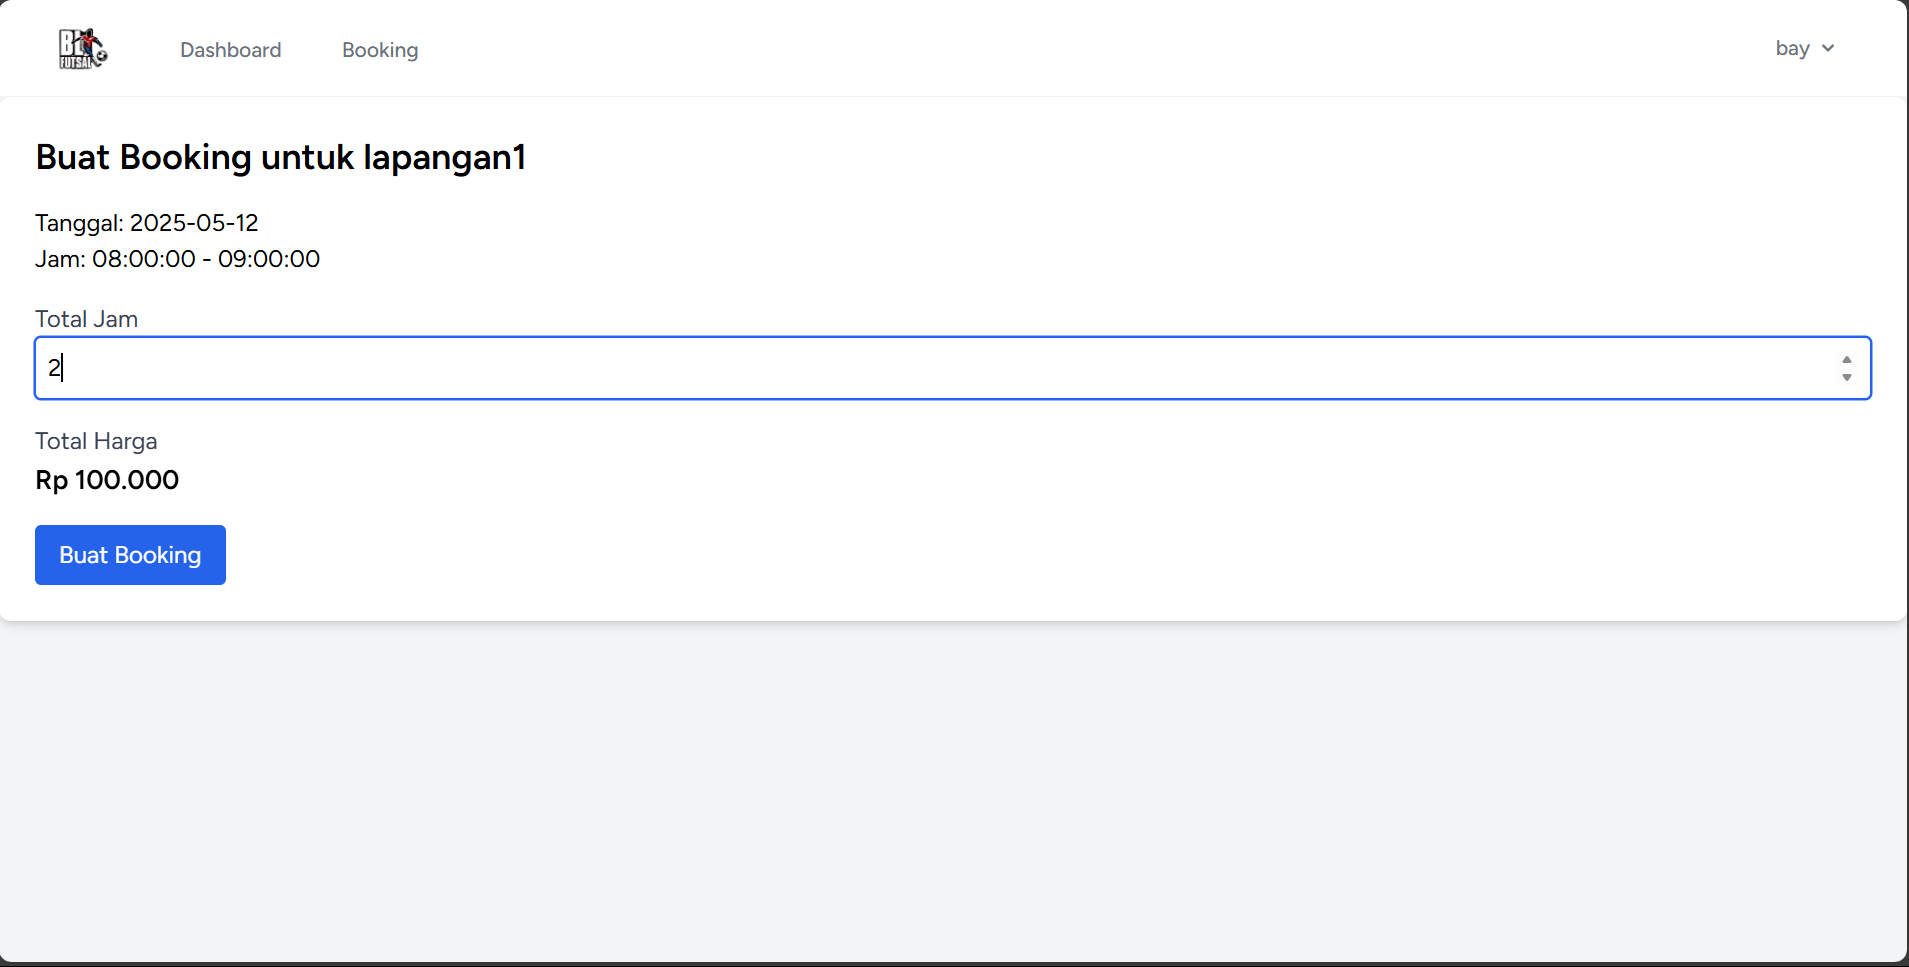 BL
FUTSAL
Dashboard
Booking
bay
Buat Booking untuk lapangan1
Tanggal: 2025-05-12
Jam: 08:00:00 - 09:00:00
Total Jam
2
Total Harga
Rp 100.000
Buat Booking